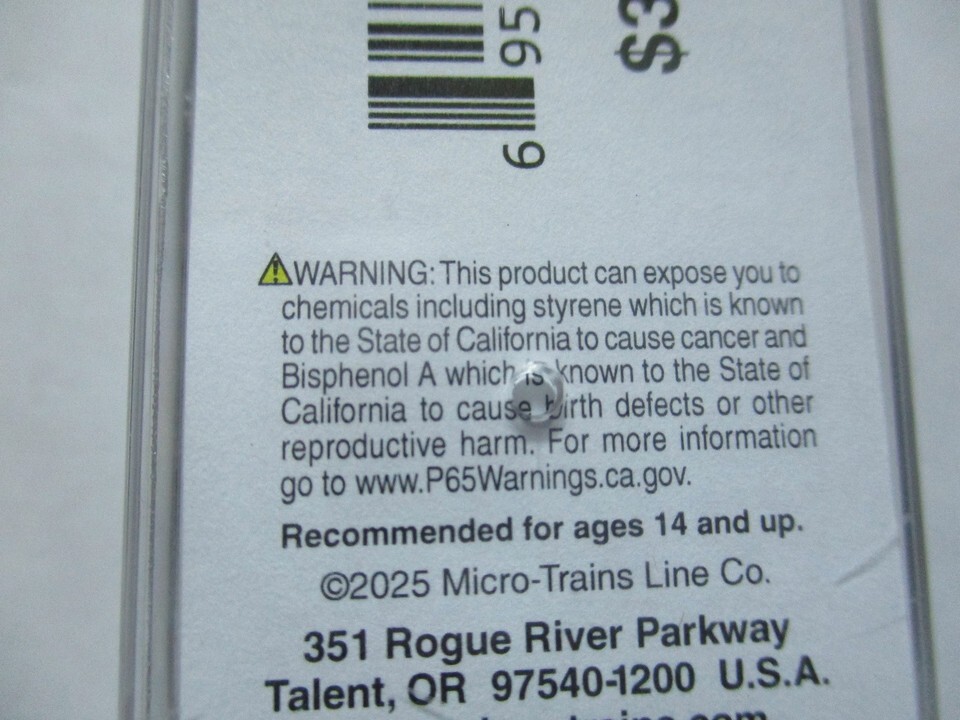 $3
6 95
WARNING: This product can expose you to
chemicals including styrene which is known
to the State of California to cause cancer and
Bisphenol A which is known to the State of
California to cause birth defects or other
reproductive harm. For more information
go to www.P65Warnings.ca.gov.
Recommended for ages 14 and up.
©2025 Micro-Trains Line Co.
351 Rogue River Parkway
Talent, OR 97540-1200 U.S.A.